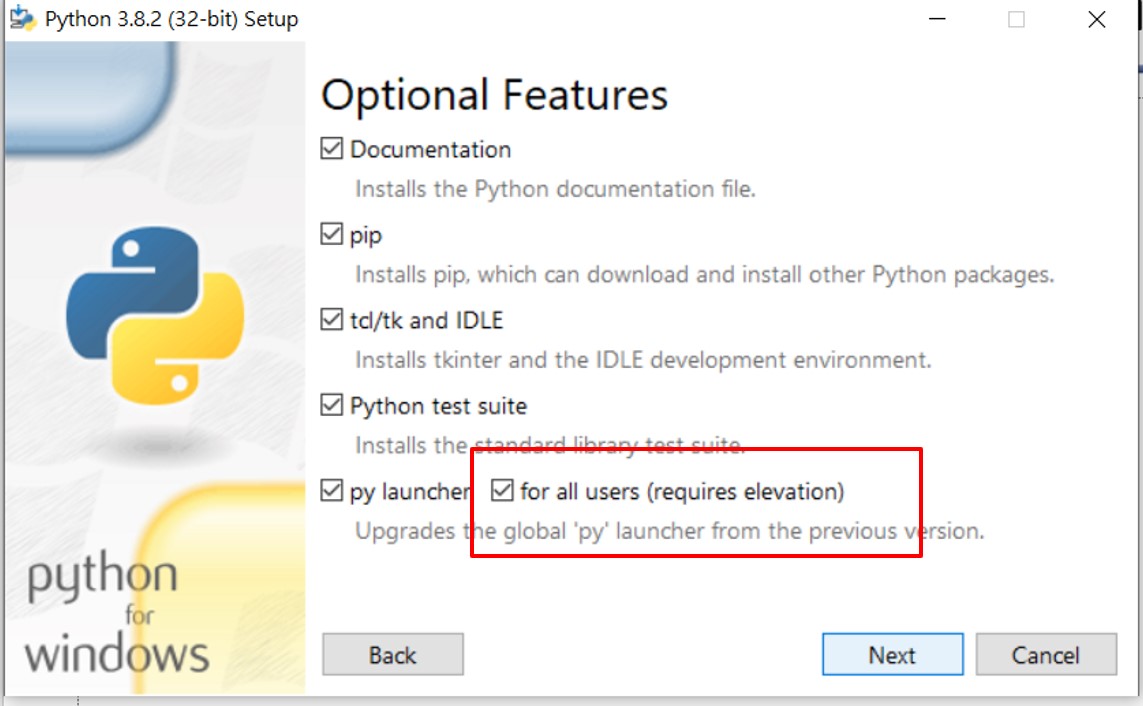 Python 3.8.2 (32-bit) Setup
Optional Features
Documentation
Installs the Python documentation file.
pip
Installs pip, which can download and install other Python packages.
tcl/tk and IDLE
Installs tkinter and the IDLE development environment.
Python test suite
Installs the standard library test suite.
py launcher for all users (requires elevation)
Upgrades the global 'py' launcher from the previous version.
python
for
windows
Back Next Cancel